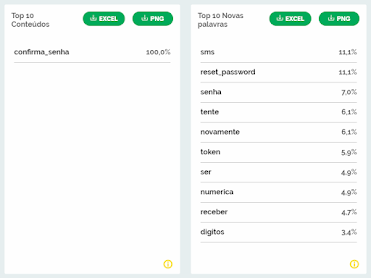 Top 10
Conteúdos
EXCEL
PNG
confirma_senha 100,0%
Top 10 Novas
palavras
EXCEL
PNG
sms 11,1%
reset_password 11,1%
senha 7,0%
tente 6,1%
novamente 6,1%
token 5,9%
ser 4,9%
numerica 4,9%
receber 4,7%
digitos 3,4%